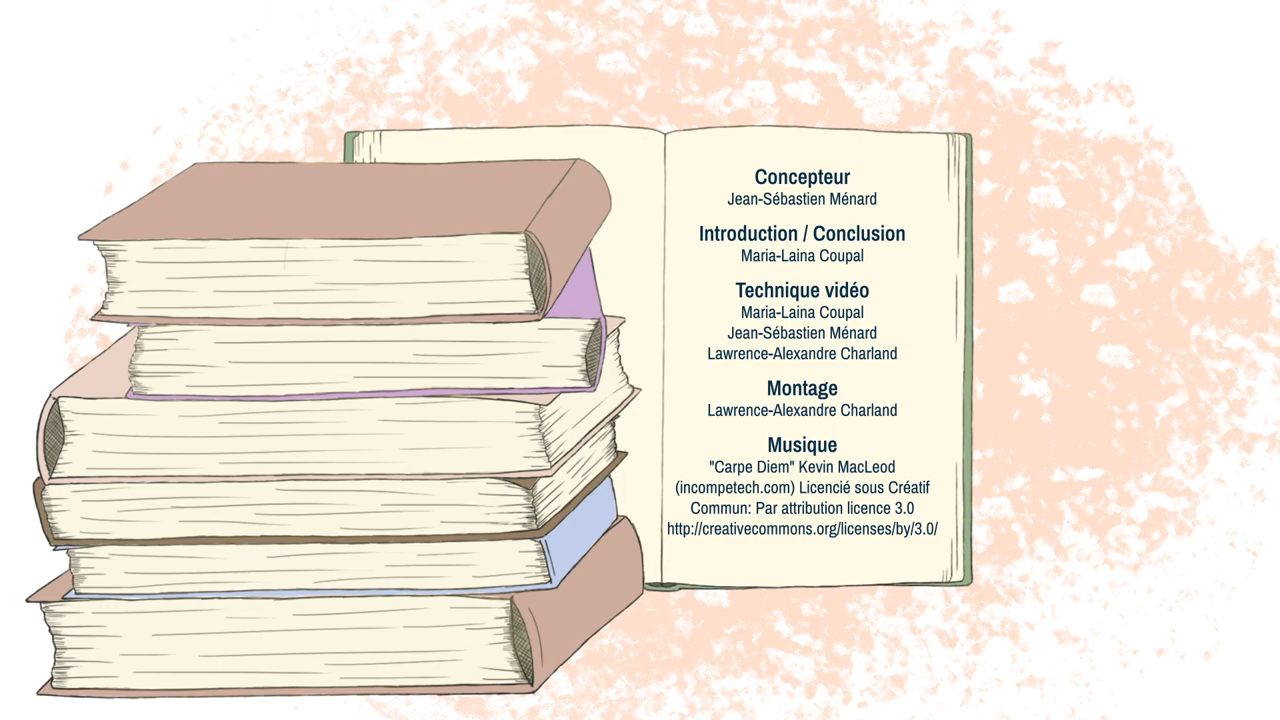 Concepteur
Jean-Sébastien Ménard
Introduction / Conclusion
Maria-Laina Coupal
Technique vidéo
Maria-Laina Coupal
Jean-Sébastien Ménard
Lawrence-Alexandre Charland
Montage
Lawrence-Alexandre Charland
Musique
"Carpe Diem" Kevin MacLeod
(incompetech.com) Licencié sous Créatif
Commun: Par attribution licence 3.0
http://creativecommons.org/licenses/by/3.0/